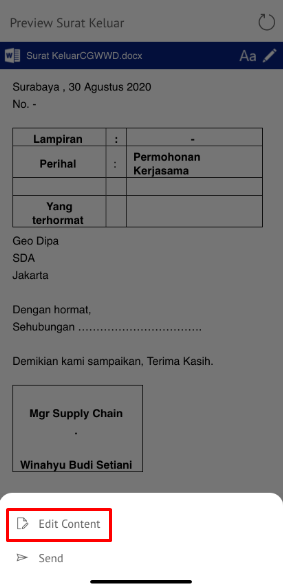 Preview Surat Keluar
Surat KeluarCGWWD.docx Aa
Surabaya , 30 Agustus 2020
No. -
Lampiran : -
Perihal : Permohonan
Kerjasama
Yang
terhormat
Geo Dipa
SDA
Jakarta
Dengan hormat,
Sehubungan ……………………………
Demikian kami sampaikan, Terima Kasih.
Mgr Supply Chain
.
Winahyu Budi Setiani
Edit Content
Send